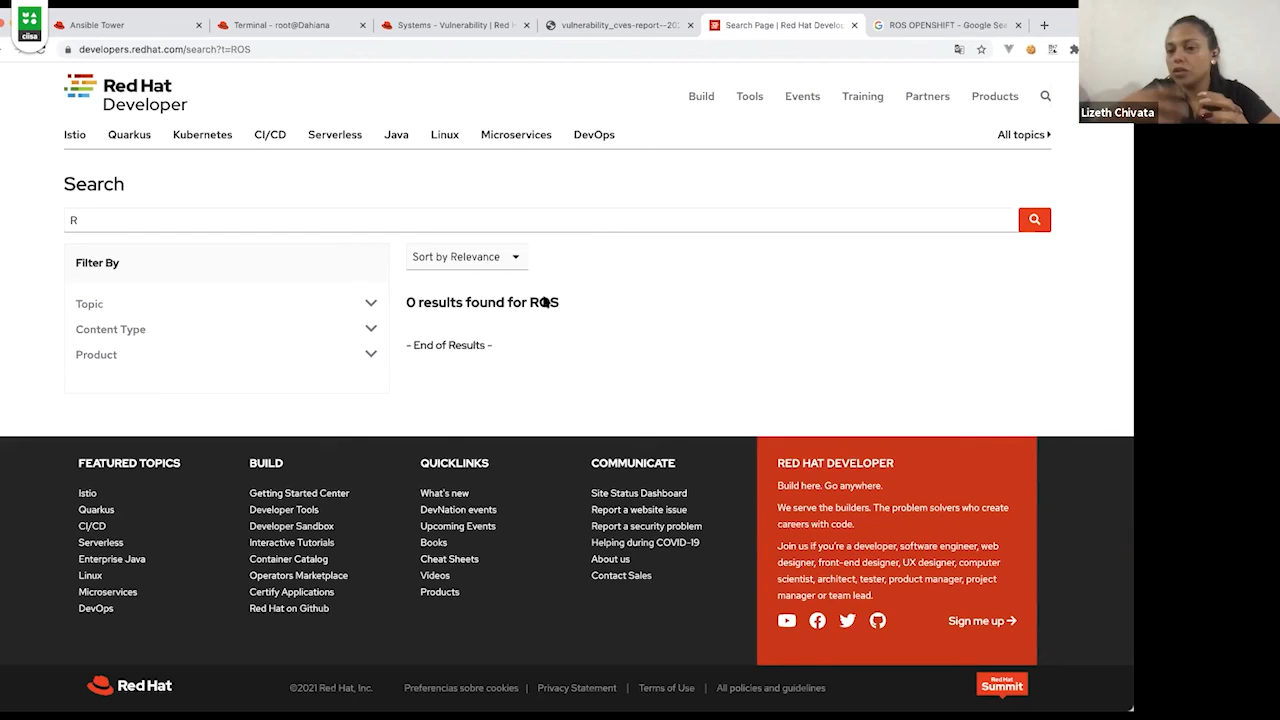 clisa
Ansible Tower
Terminal - root@Dahiana
Systems - Vulnerability | Red H
vulnerability_cves-report--202
Search Page | Red Hat Develo
ROS OPENSHIFT - Google Sea
developers.redhat.com/search?t=ROS
Lizeth Chivata
Red Hat
Developer
Build Tools Events Training Partners Products
Istio Quarkus Kubernetes CI/CD Serverless Java Linux Microservices DevOps All topics
Search
R
Filter By
Topic
Content Type
Product
Sort by Relevance
0 results found for ROS
- End of Results -
FEATURED TOPICS
Istio
Quarkus
CI/CD
Serverless
Enterprise Java
Linux
Microservices
DevOps
BUILD
Getting Started Center
Developer Tools
Developer Sandbox
Interactive Tutorials
Container Catalog
Operators Marketplace
Certify Applications
Red Hat on Github
QUICKLINKS
What's new
DevNation events
Upcoming Events
Books
Cheat Sheets
Videos
Products
COMMUNICATE
Site Status Dashboard
Report a website issue
Report a security problem
Helping during COVID-19
About us
Contact Sales
RED HAT DEVELOPER
Build here. Go anywhere.
We serve the builders. The problem solvers who create
careers with code.
Join us if you're a developer, software engineer, web
designer, front-end designer, UX designer, computer
scientist, architect, tester, product manager, project
manager or team lead.
Sign me up
Red Hat
©2021 Red Hat, Inc. Preferencias sobre cookies | Privacy Statement | Terms of Use | All policies and guidelines
Red Hat
Summit